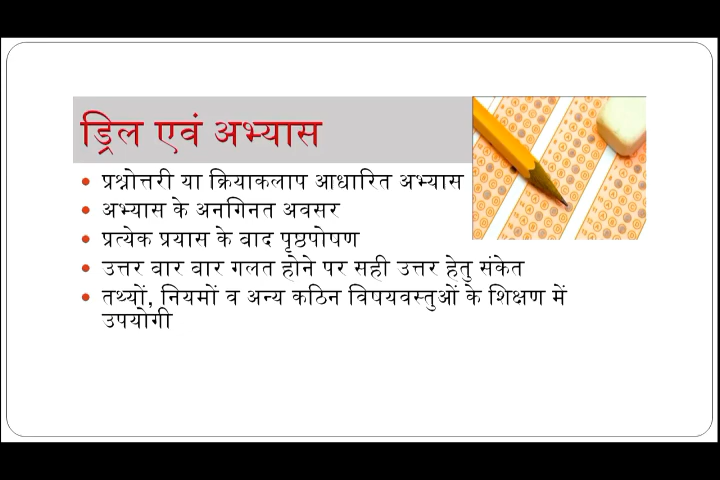 ड्रिल एवं अभ्यास
• प्रश्नोत्तरी या क्रियाकलाप आधारित अभ्यास
• अभ्यास के अनगिनत अवसर
• प्रत्येक प्रयास के बाद पृष्ठपोषण
• उत्तर बार बार गलत होने पर सही उत्तर हेतु संकेत
• तथ्यों, नियमों व अन्य कठिन विषयवस्तुओं के शिक्षण में
उपयोगी